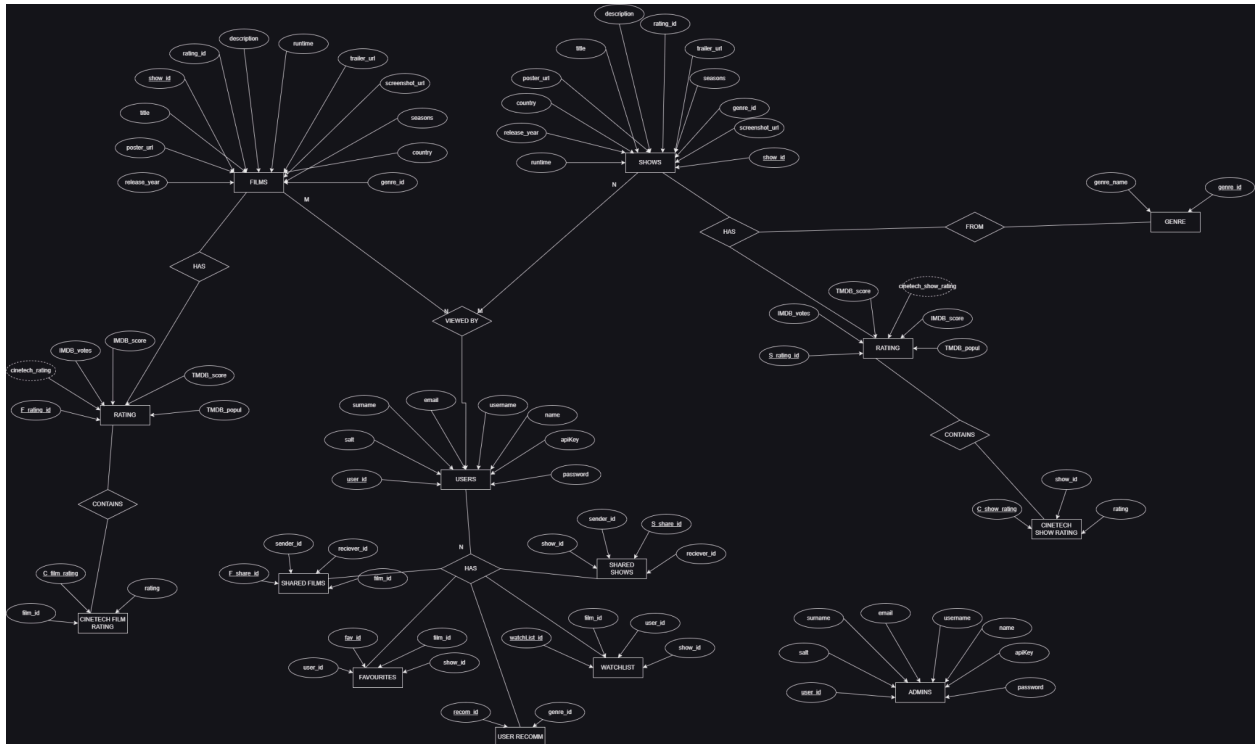 description
rating_id
runtime
show_id
trailer_url
screenshot_url
title
seasons
poster_url
country
release_year
FILMS
genre_id
M
description
rating_id
title
trailer_url
poster_url
seasons
country
genre_id
release_year
screenshot_url
runtime
SHOWS
show_id
N
genre_name
genre_id
GENRE
HAS
FROM
HAS
N
M
VIEWED BY
TMDB_score
cinetech_show_rating
IMDB_votes
IMDB_score
RATING
TMDB_popul
S_rating_id
IMDB_votes
IMDB_score
cinetech_rating
TMDB_score
F_rating_id
RATING
TMDB_popul
CONTAINS
surname
email
username
name
salt
apiKey
user_id
USERS
password
CONTAINS
show_id
C_show_rating
rating
CINETECH
SHOW RATING
N
HAS
sender_id
reciever_id
F_share_id
SHARED FILMS
film_id
sender_id
S_share_id
show_id
reciever_id
SHARED
SHOWS
C_film_rating
rating
film_id
CINETECH FILM
RATING
fav_id
film_id
user_id
show_id
FAVOURITES
film_id
user_id
watchList_id
show_id
WATCHLIST
recom_id
genre_id
USER RECOMM
surname
email
username
name
salt
apiKey
user_id
ADMINS
password